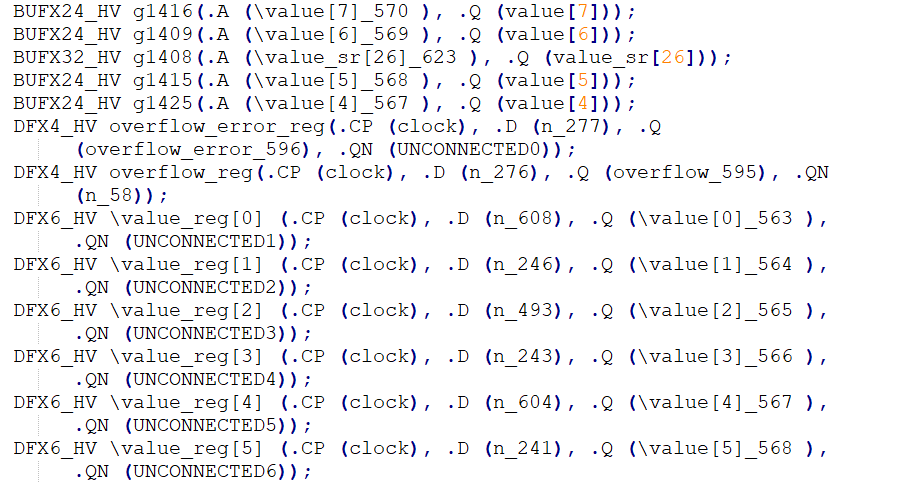 BUFX24_HV g1416(.A (\value[7]_570 ), .Q (value[7]));
BUFX24_HV g1409(.A (\value[6]_569 ), .Q (value[6]));
BUFX32_HV g1408(.A (\value_sr[26]_623 ), .Q (value_sr[26]));
BUFX24_HV g1415(.A (\value[5]_568 ), .Q (value[5]));
BUFX24_HV g1425(.A (\value[4]_567 ), .Q (value[4]));
DFX4_HV overflow_error_reg(.CP (clock), .D (n_277), .Q
(overflow_error_596), .QN (UNCONNECTED0));
DFX4_HV overflow_reg(.CP (clock), .D (n_276), .Q (overflow_595), .QN
(n_58));
DFX6_HV \value_reg[0] (.CP (clock), .D (n_608), .Q (\value[0]_563 ),
.QN (UNCONNECTED1));
DFX6_HV \value_reg[1] (.CP (clock), .D (n_246), .Q (\value[1]_564 ),
.QN (UNCONNECTED2));
DFX6_HV \value_reg[2] (.CP (clock), .D (n_493), .Q (\value[2]_565 ),
.QN (UNCONNECTED3));
DFX6_HV \value_reg[3] (.CP (clock), .D (n_243), .Q (\value[3]_566 ),
.QN (UNCONNECTED4));
DFX6_HV \value_reg[4] (.CP (clock), .D (n_604), .Q (\value[4]_567 ),
.QN (UNCONNECTED5));
DFX6_HV \value_reg[5] (.CP (clock), .D (n_241), .Q (\value[5]_568 ),
.QN (UNCONNECTED6));